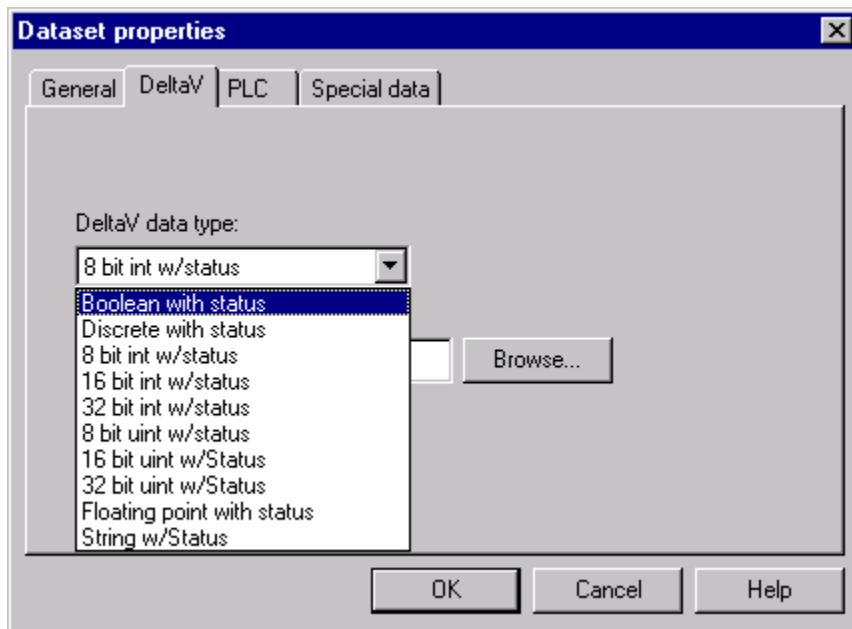 Dataset properties
General DeltaV PLC Special data
DeltaV data type:
8 bit int w/status
Boolean with status
Discrete with status
8 bit int w/status
16 bit int w/status
32 bit int w/status
8 bit uint w/status
16 bit uint w/Status
32 bit uint w/Status
Floating point with status
String w/Status
Browse...
OK Cancel Help